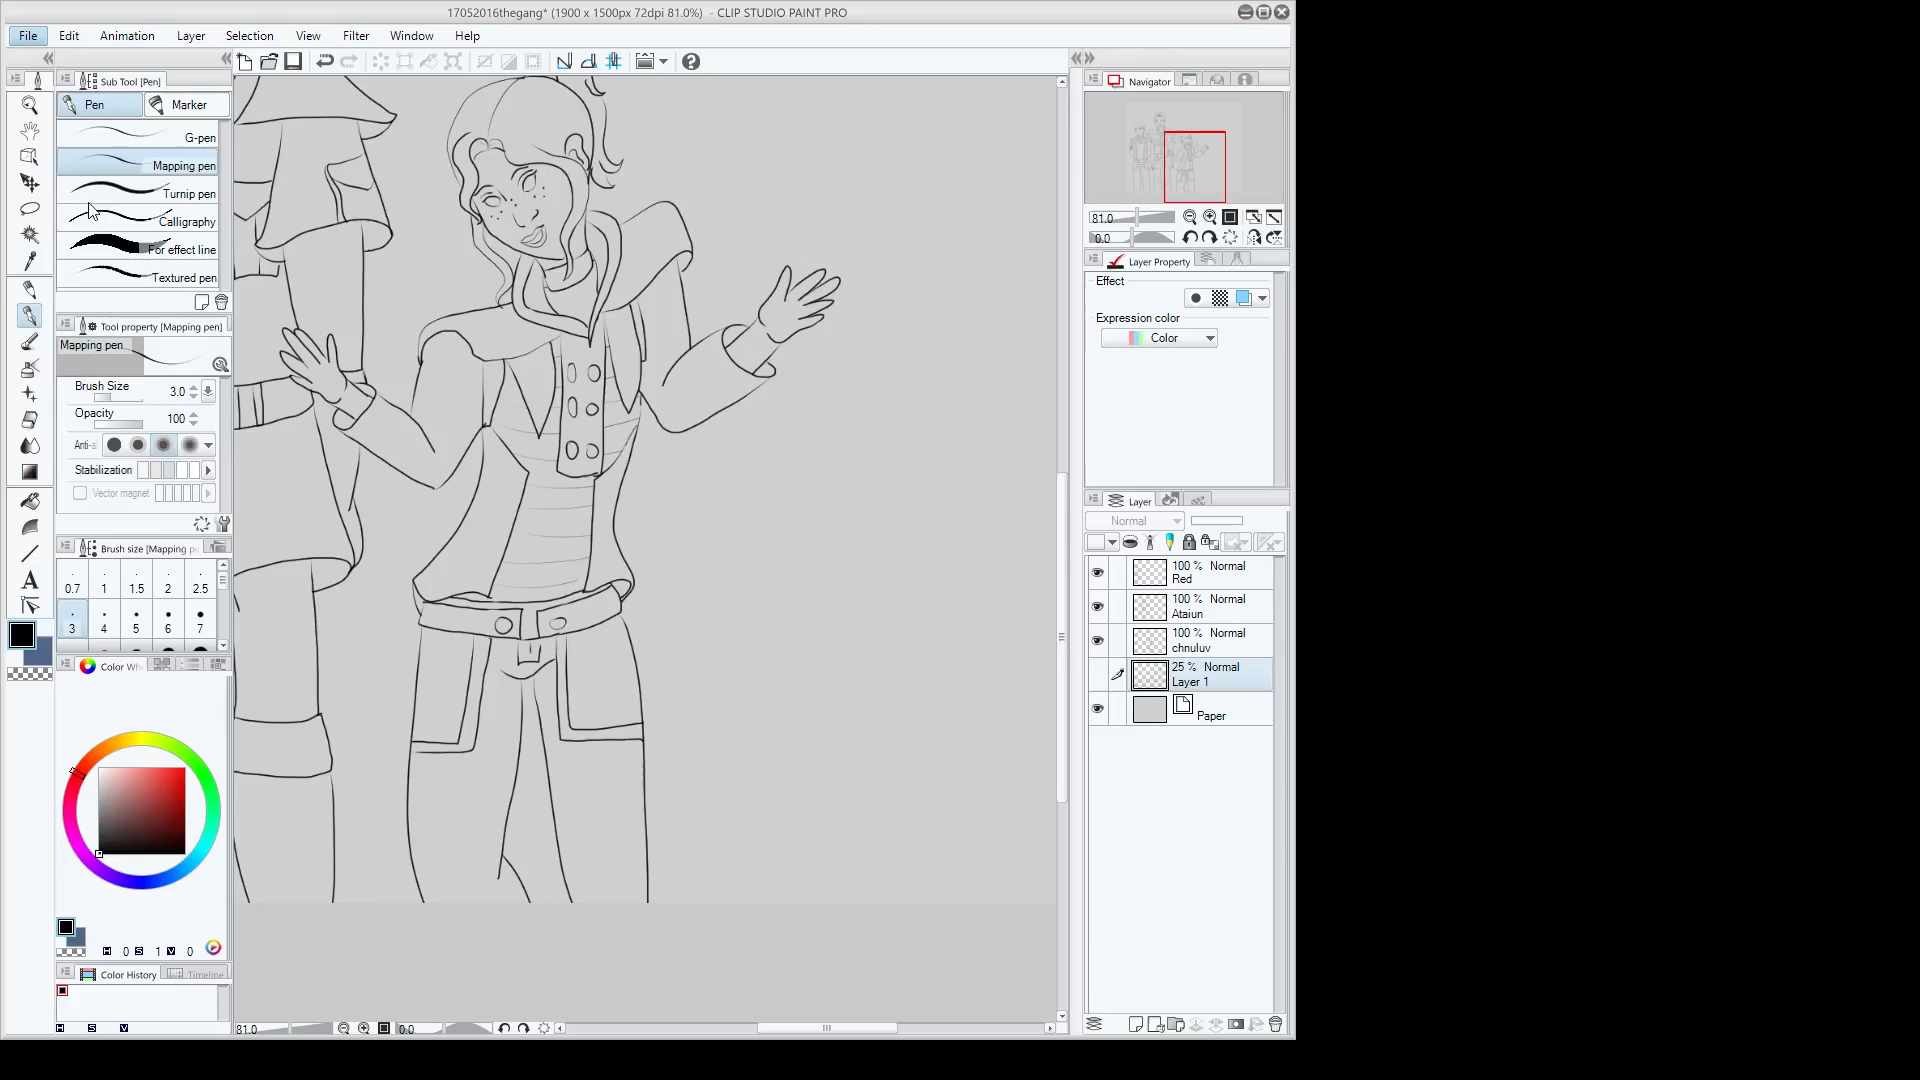 17052016thegang* (1900 x 1500px 72dpi 81.0%)  - CLIP STUDIO PAINT PRO
File Edit Animation Layer Selection View Filter Window Help
Sub Tool [Pen]
Pen Marker
G-pen
Mapping pen
Turnip pen
Calligraphy
For effect line
Textured pen
Tool property [Mapping pen]
Mapping pen
Brush Size 3.0
Opacity 100
Anti-
Stabilization
Vector magnet
Brush size [Mapping p
0.7 1 1.5 2 2.5
3 4 5 6 7
Color Wh
H 0 S 1 V 0
Color History Timeline
H S V
81.0 0.0
Navigator
81.0
0.0
Layer Property
Effect
Expression color
Color
Layer
Normal
100 % Normal
Red
100 % Normal
Ataiun
100 % Normal
chnuluv
25 % Normal
Layer 1
Paper